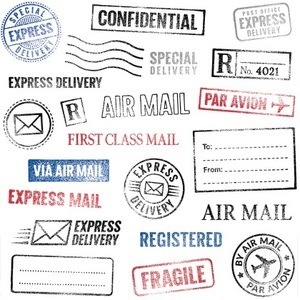 SPECIAL
EXPRESS
DELIVERY
CONFIDENTIAL
POST OFFICE
EXPRESS
DELIVERY
SPECIAL
DELIVERY
R
No. 4021
EXPRESS DELIVERY
R
AIR MAIL
PAR AVION
FIRST CLASS MAIL
To:
From:
VIA AIR MAIL
EXPRESS
DELIVERY
EXPRESS MAIL
AIR MAIL
EXPRESS
DELIVERY
REGISTERED
BY AIR MAIL
PAR AVION
FRAGILE